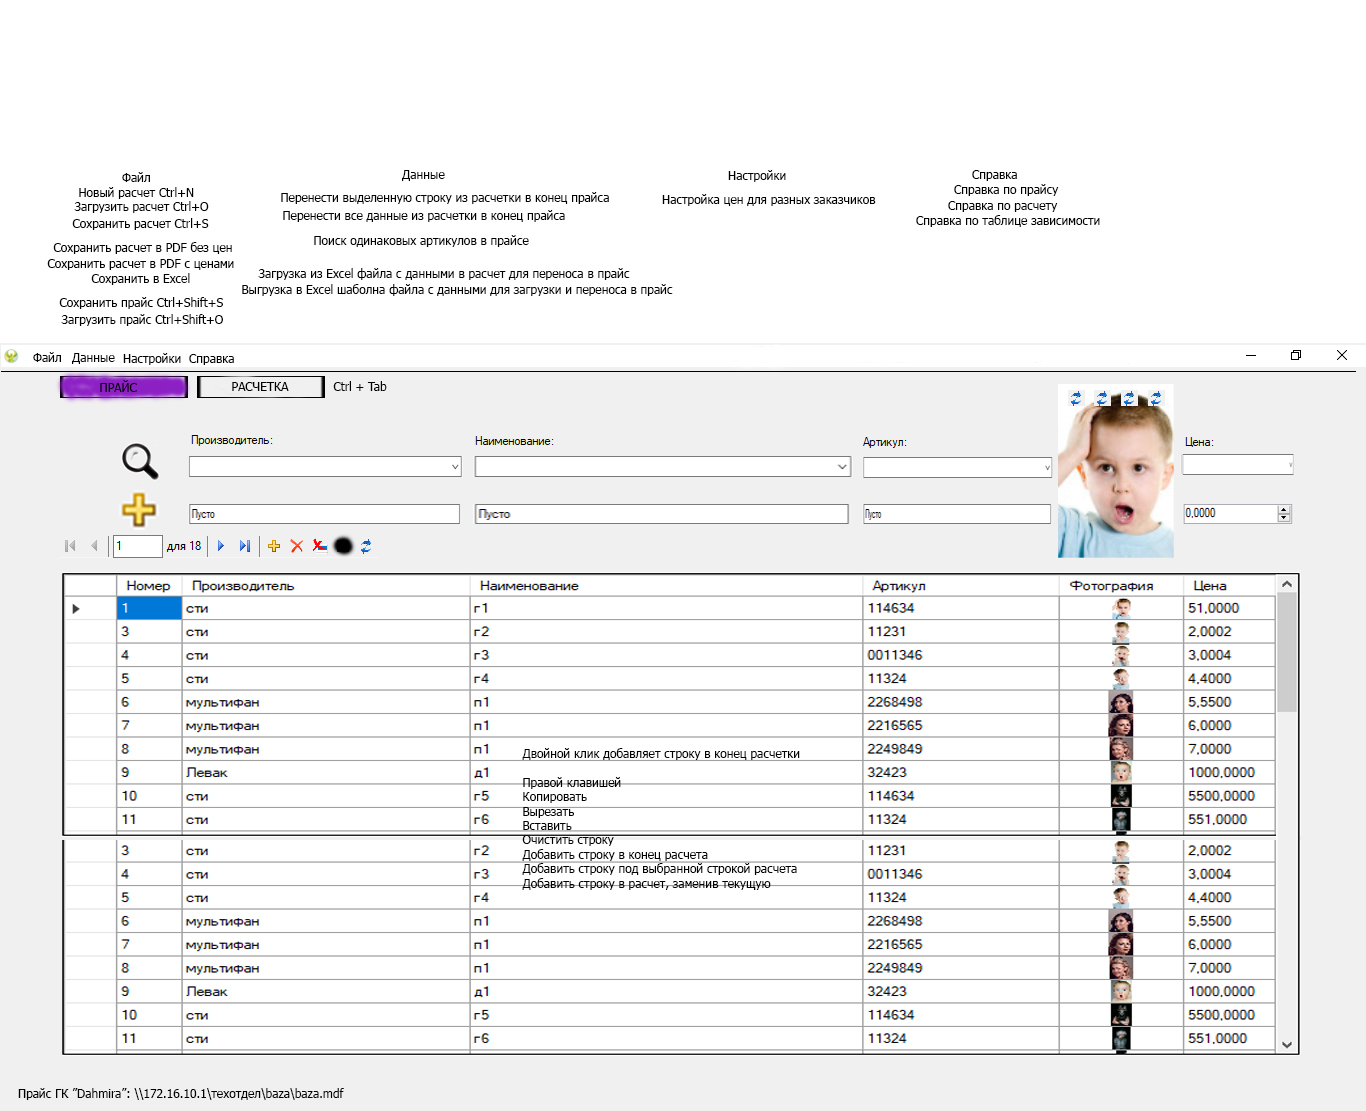 Файл
Новый расчет Ctrl+N
Загрузить расчет Ctrl+O
Сохранить расчет Ctrl+S
Сохранить расчет в PDF без цен
Сохранить расчет в PDF с ценами
Сохранить в Excel
Сохранить прайс Ctrl+Shift+S
Загрузить прайс Ctrl+Shift+O
Данные
Перенести выделенную строку из расчетки в конец прайса
Перенести все данные из расчетки в конец прайса
Поиск одинаковых артикулов в прайсе
Загрузка из Excel файла с данными в расчет для переноса в прайс
Выгрузка в Excel шаболна файла с данными для загрузки и переноса в прайс
Настройки
Настройка цен для разных заказчиков
Справка
Справка по прайсу
Справка по расчету
Справка по таблице зависимости
Файл Данные Настройки Справка
ПРАЙС РАСЧЕТКА Ctrl + Tab
Производитель: Наименование: Артикул: Цена:
Пусто Пусто Пусто 0,0000
1 для 18
Номер Производитель Наименование Артикул Фотография Цена
1 сти г1 114634 51,0000
3 сти г2 11231 2,0002
4 сти г3 0011346 3,0004
5 сти г4 11324 4,4000
6 мультифан п1 2268498 5,5500
7 мультифан п1 2216565 6,0000
8 мультифан п1 2249849 7,0000
9 Левак д1 32423 1000,0000
10 сти г5 114634 5500,0000
11 сти г6 11324 551,0000
Двойной клик добавляет строку в конец расчетки
Правой клавишей
Копировать
Вырезать
Вставить
Очистить строку
Добавить строку в конец расчета
Добавить строку под выбранной строкой расчета
Добавить строку в расчет, заменив текущую
3 сти г2 11231 2,0002
4 сти г3 0011346 3,0004
5 сти г4 11324 4,4000
6 мультифан п1 2268498 5,5500
7 мультифан п1 2216565 6,0000
8 мультифан п1 2249849 7,0000
9 Левак д1 32423 1000,0000
10 сти г5 114634 5500,0000
11 сти г6 11324 551,0000
Прайс ГК "Dahmira": \\172.16.10.1\техотдел\baza\baza.mdf